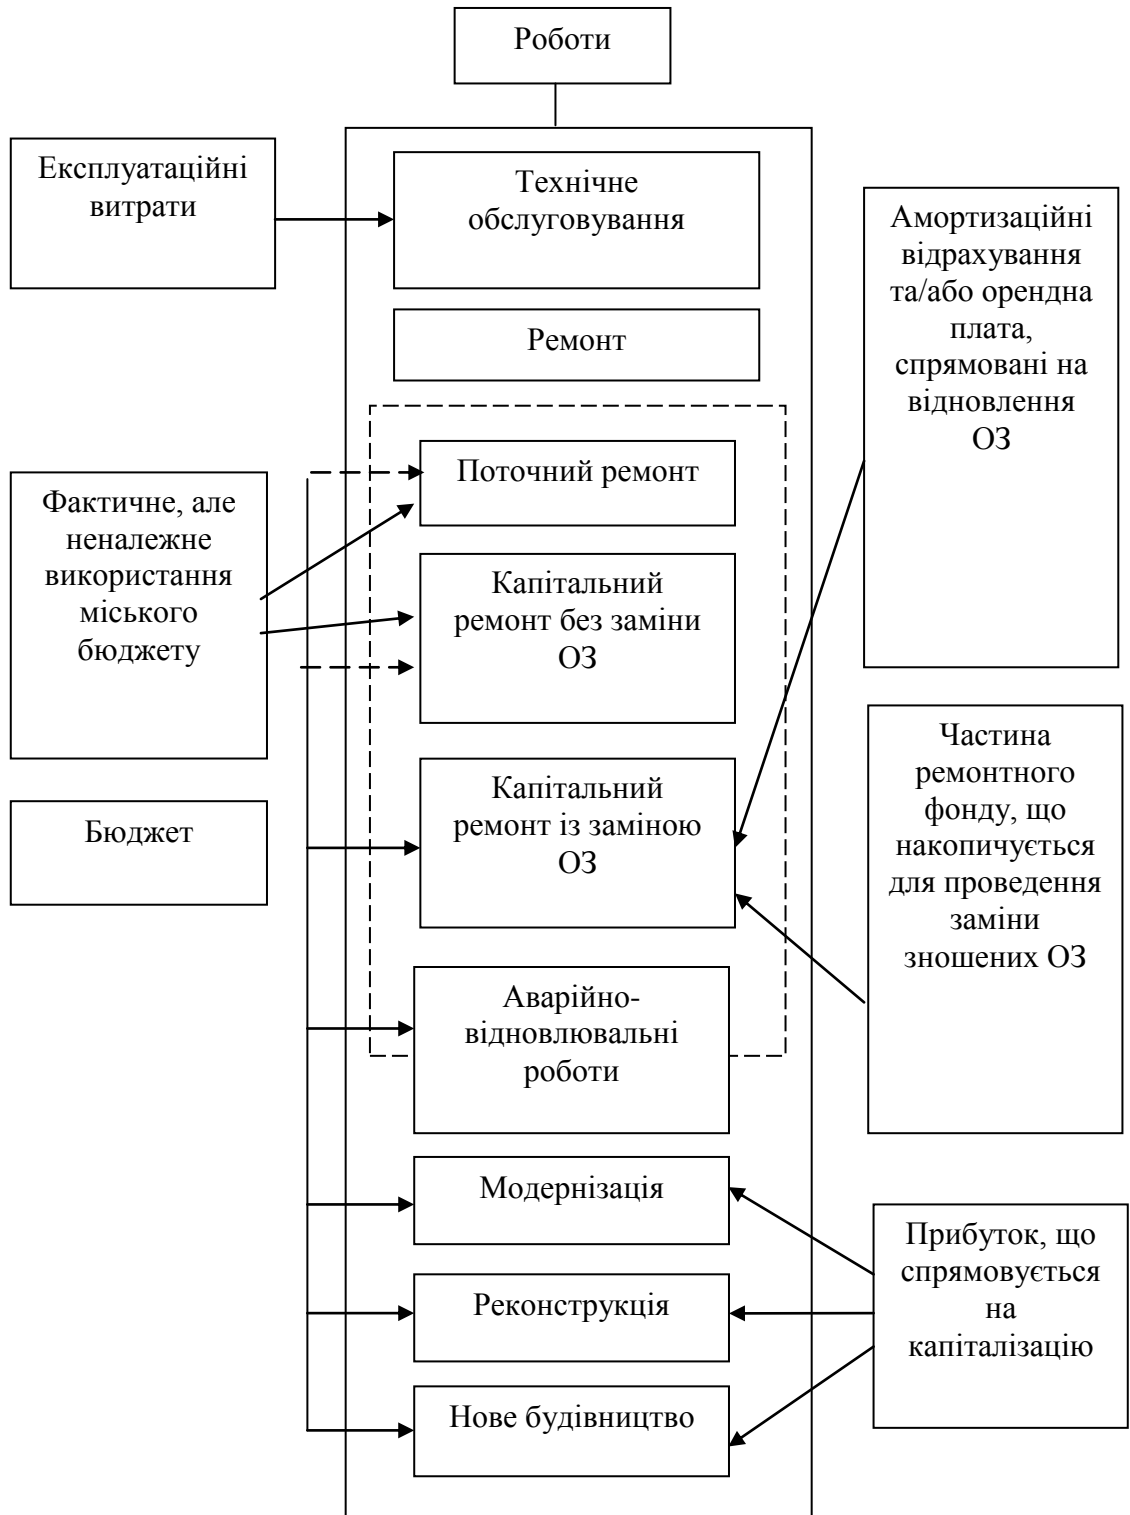 Роботи
Експлуатаційні
витрати
Технічне
обслуговування
Ремонт
Амортизаційні
відрахування
та/або орендна
плата,
спрямовані на
відновлення
ОЗ
Фактичне, але
неналежне
використання
міського
бюджету
Поточний ремонт
Капітальний
ремонт без заміни
ОЗ
Бюджет
Капітальний
ремонт із заміною
ОЗ
Частина
ремонтного
фонду, що
накопичується
для проведення
заміни
зношених ОЗ
Аварійно-
відновлювальні
роботи
Модернізація
Реконструкція
Нове будівництво
Прибуток, що
спрямовується
на
капіталізацію